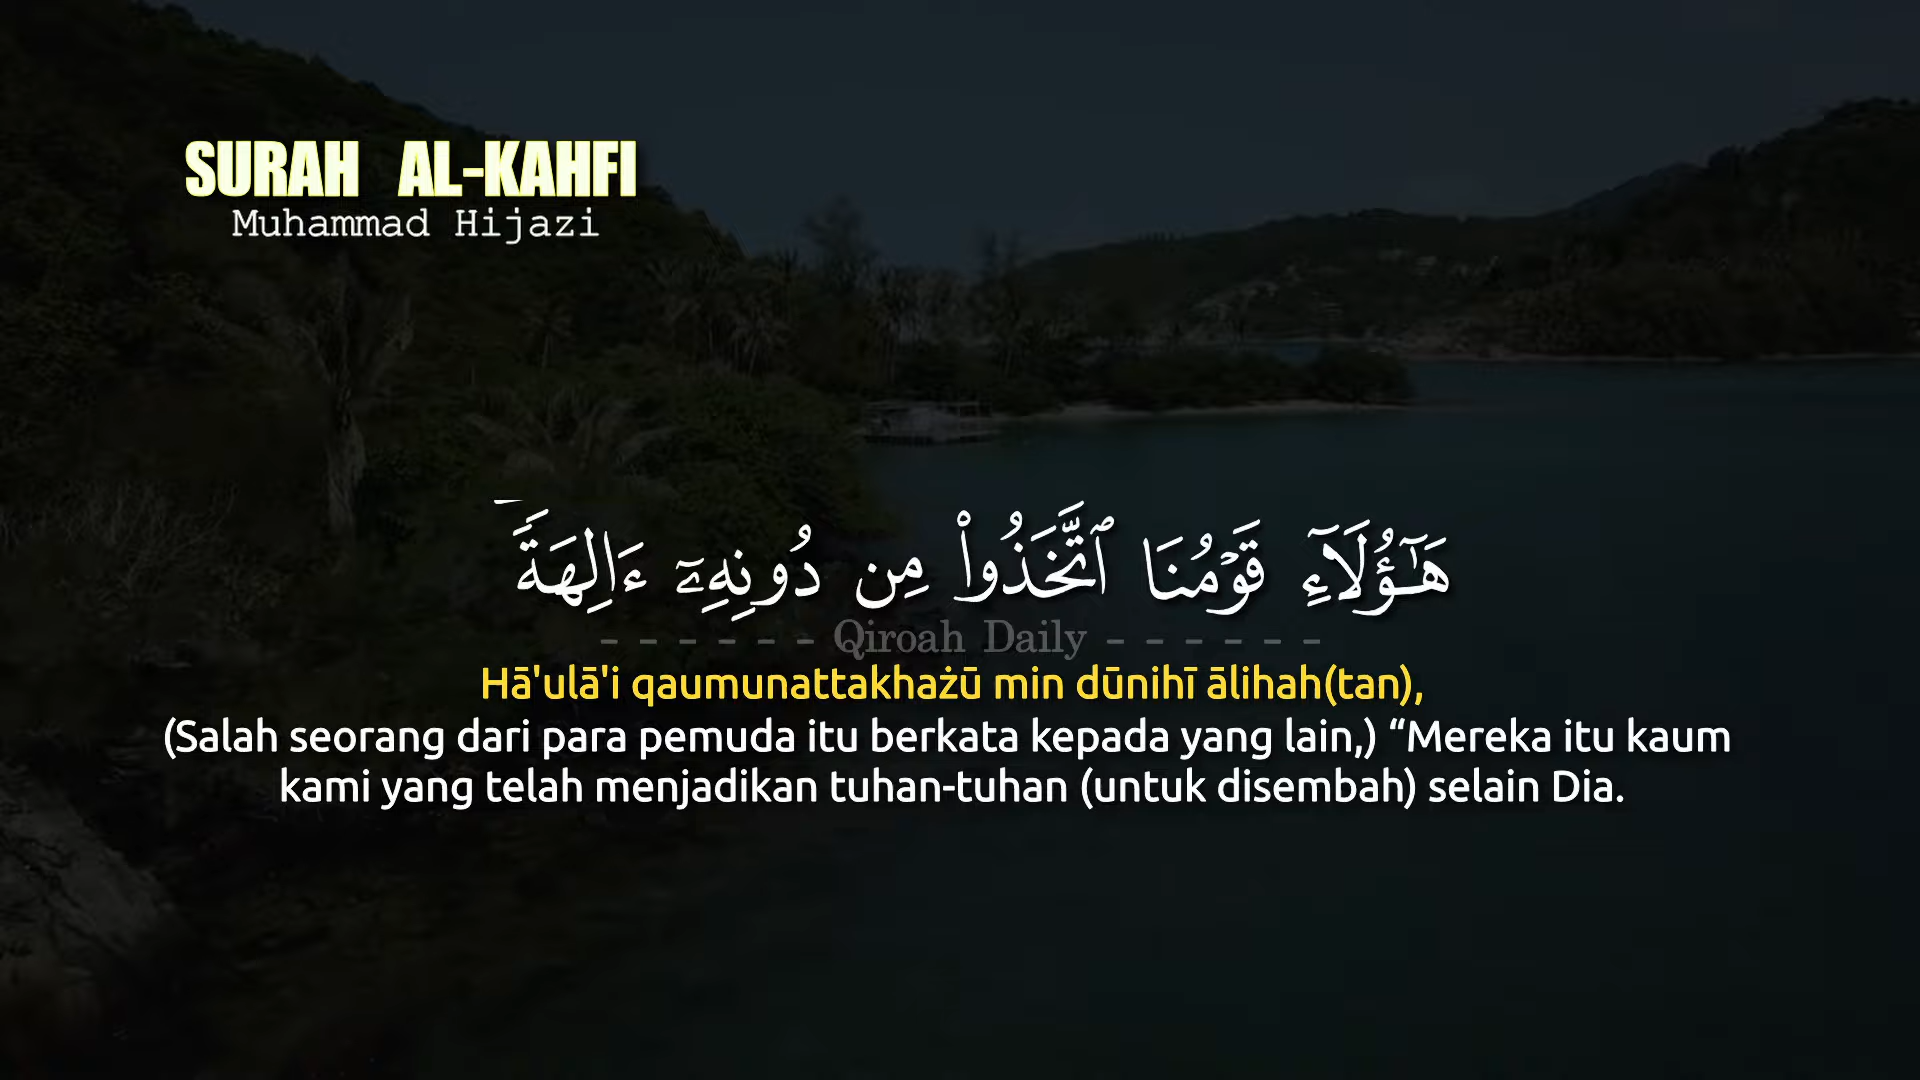 SURAH AL-KAHFI
Muhammad Hijazi
هَـٰٓؤُلَآءِ قَوْمُنَا ٱتَّخَذُوا۟ مِن دُونِهِۦٓ ءَالِهَةًۭ ۖ
- - - - - - Qiroah Daily - - - - - -
Hā'ulā'i qaumunattakhażū min dūnihī ālihah(tan),
(Salah seorang dari para pemuda itu berkata kepada yang lain,) “Mereka itu kaum
kami yang telah menjadikan tuhan-tuhan (untuk disembah) selain Dia.